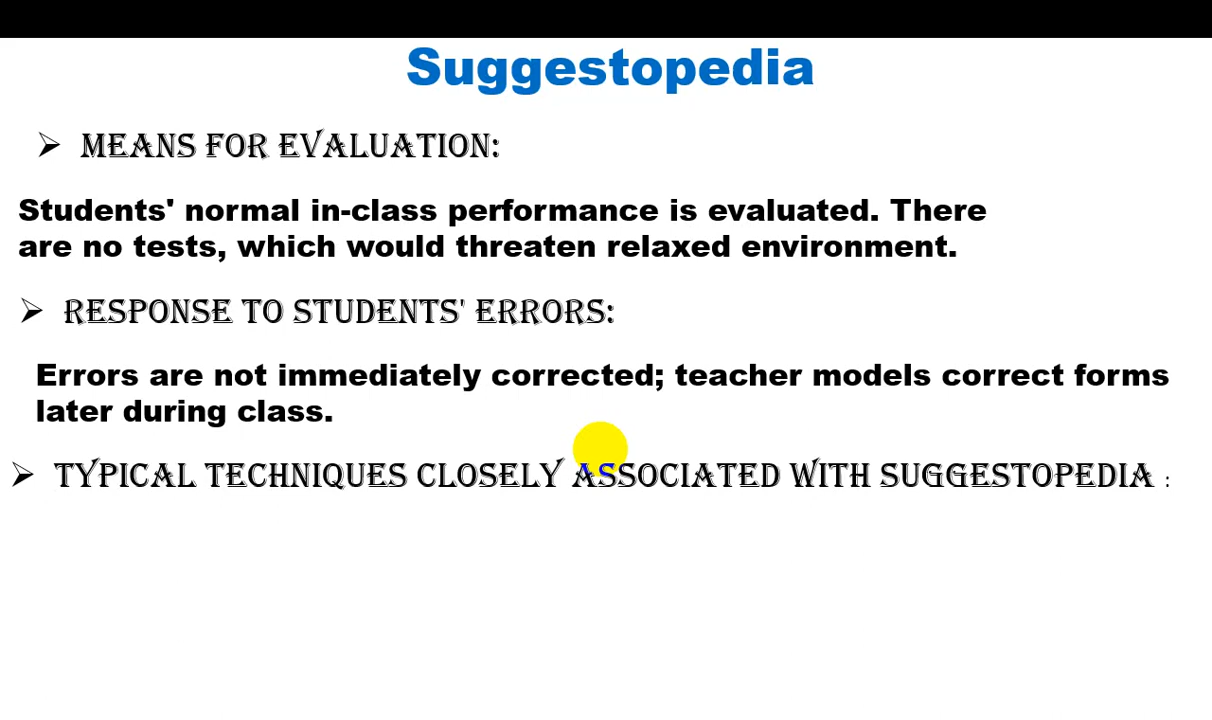 Suggestopedia
➢ MEANS FOR EVALUATION:
Students' normal in-class performance is evaluated. There
are no tests, which would threaten relaxed environment.
➢ RESPONSE TO STUDENTS' ERRORS:
Errors are not immediately corrected; teacher models correct forms
later during class.
➢ TYPICAL TECHNIQUES CLOSELY ASSOCIATED WITH SUGGESTOPEDIA :